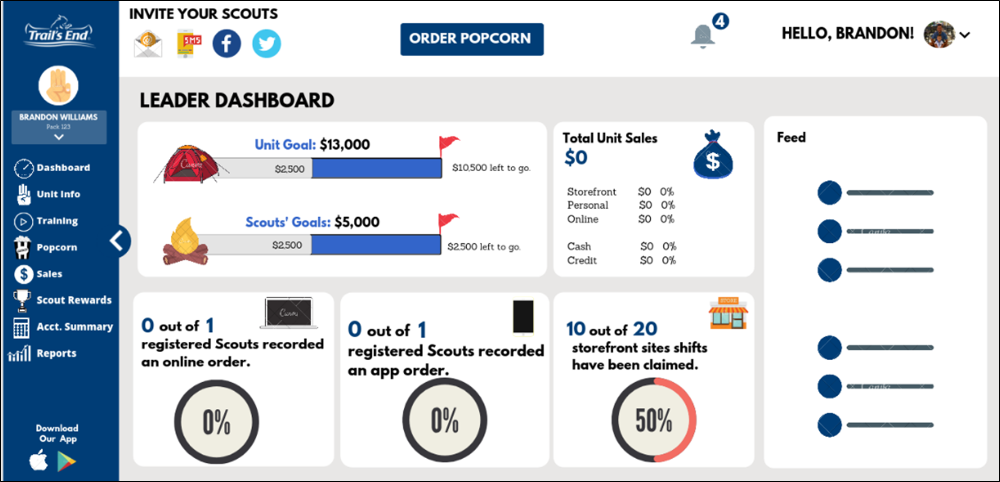 Trail's End®
BRANDON WILLIAMS
Pack 123
Dashboard
Unit Info
Training
Popcorn
Sales
Scout Rewards
Acct. Summary
Reports
Download
Our App
INVITE YOUR SCOUTS
SMS
ORDER POPCORN
4
HELLO, BRANDON!
LEADER DASHBOARD
Unit Goal: $13,000
Canva
$2,500
$10,500 left to go.
Scouts' Goals: $5,000
$2,500
$2,500 left to go.
Total Unit Sales
$0
$
Storefront $0 0%
Personal $0 0%
Online $0 0%
Cash $0 0%
Credit $0 0%
0 out of 1
registered Scouts recorded
an online order.
Canva
0%
0 out of 1
registered Scouts recorded
an app order.
0%
STORE
10 out of 20
storefront sites shifts
have been claimed.
50%
Feed
Canva
Canva